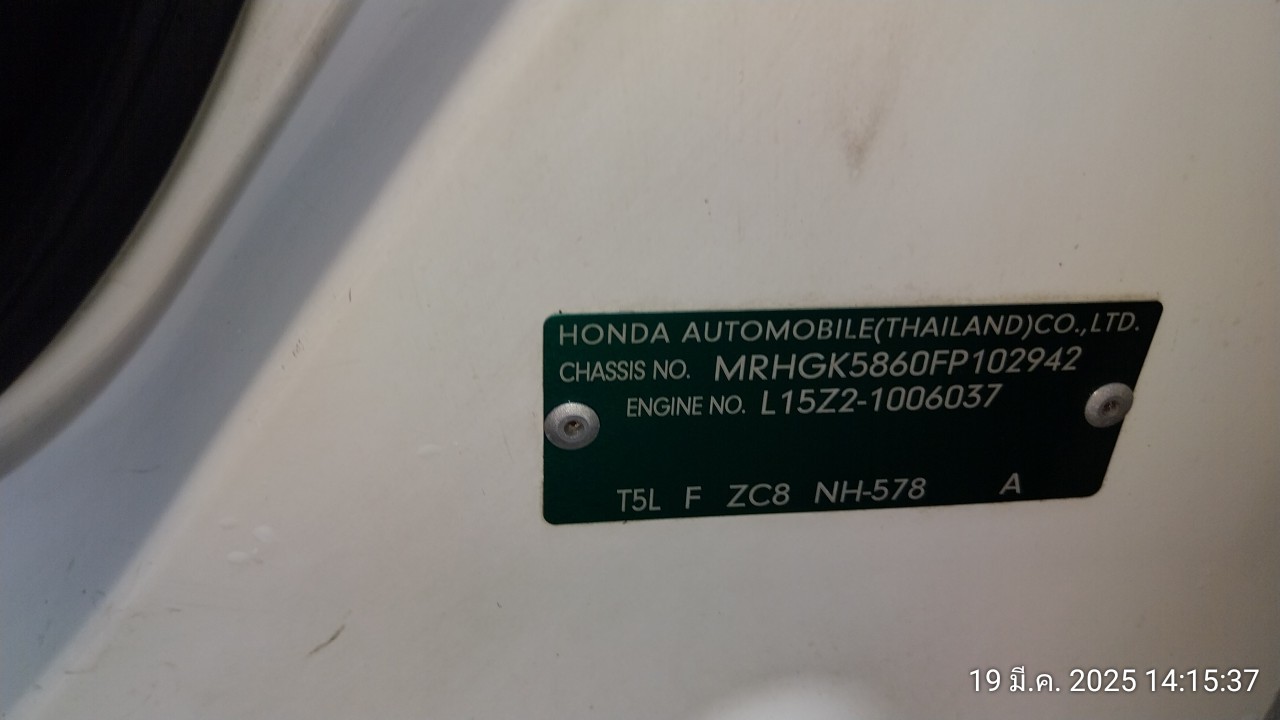 HONDA AUTOMOBILE(THAILAND)CO.,LTD.
CHASSIS NO. MRHGK5860FP102942
ENGINE NO. L15Z2-1006037
T5L F ZC8 NH-578 A
19 มี.ค. 2025 14:15:37